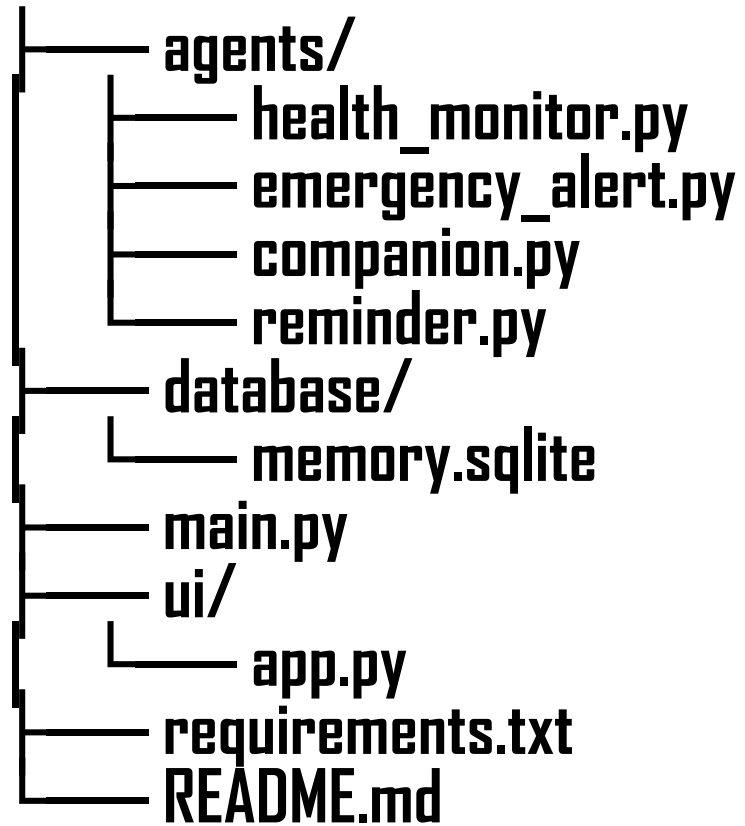 agents/
health_monitor.py
emergency_alert.py
companion.py
reminder.py
database/
memory.sqlite
main.py
ui/
app.py
requirements.txt
README.md